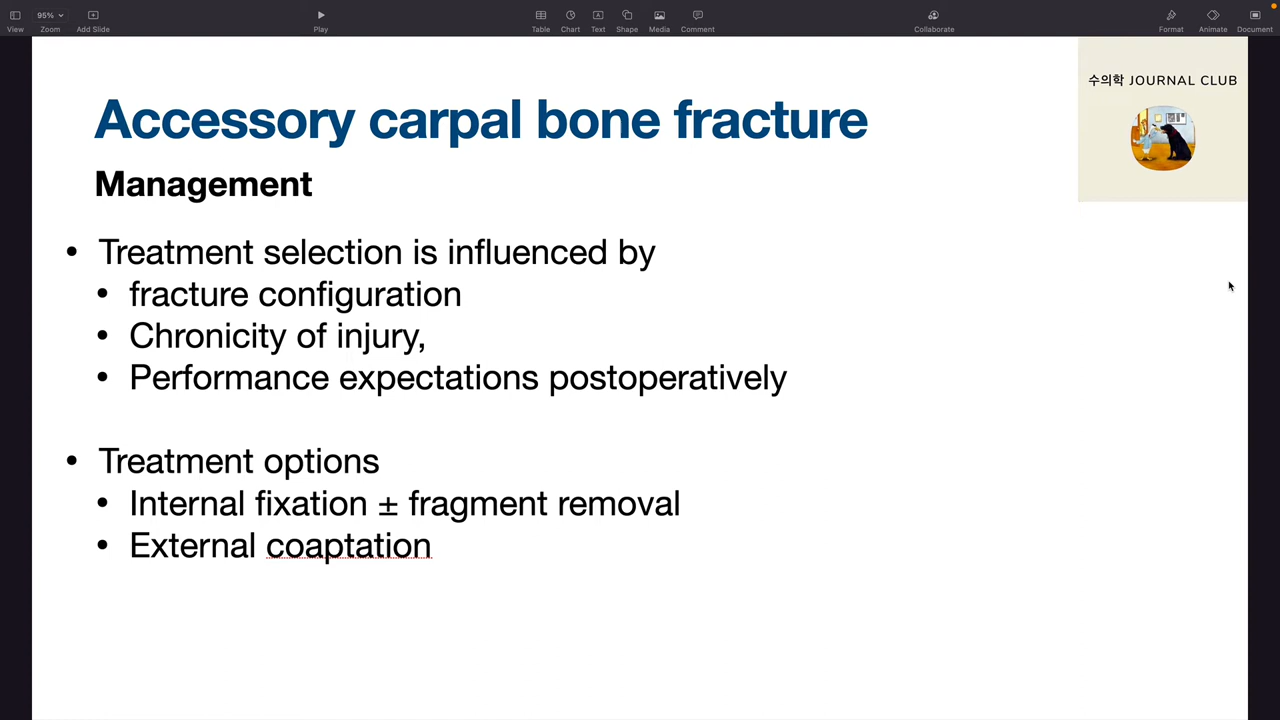 95%
View
Zoom
Add Slide
Play
Table
Chart
Text
Shape
Media
Comment
Collaborate
Format
Animate
Document
수의학 JOURNAL CLUB
Accessory carpal bone fracture
Management
• Treatment selection is influenced by
• fracture configuration
• Chronicity of injury,
• Performance expectations postoperatively
• Treatment options
• Internal fixation ± fragment removal
• External coaptation